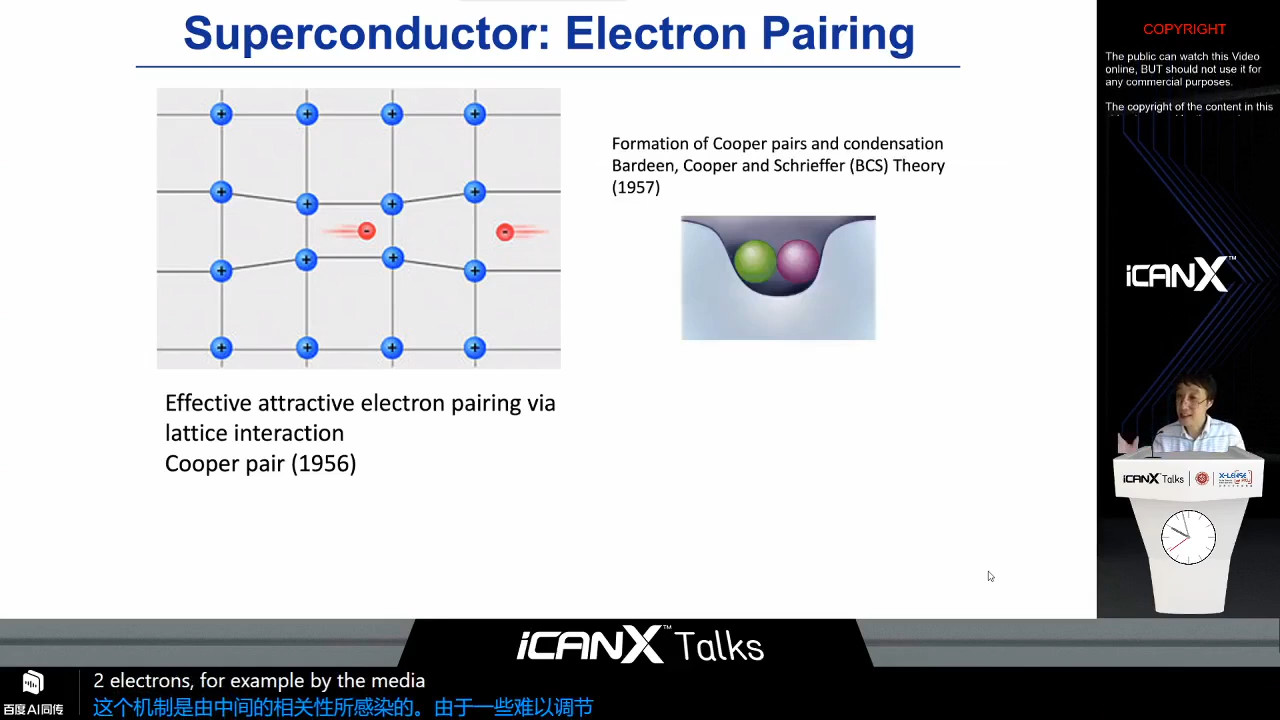 Superconductor: Electron Pairing
Formation of Cooper pairs and condensation
Bardeen, Cooper and Schrieffer (BCS) Theory
(1957)
Effective attractive electron pairing via
lattice interaction
Cooper pair (1956)
COPYRIGHT
The public can watch this Video
online, BUT should not use it for
any commercial purposes.
The copyright of the content in this
iCANX™
iCANX Talks
X-LENSE
iCANX™ Talks
百度AI同传
2 electrons, for example by the media
这个机制是由中间的相关性所感染的。由于一些难以调节